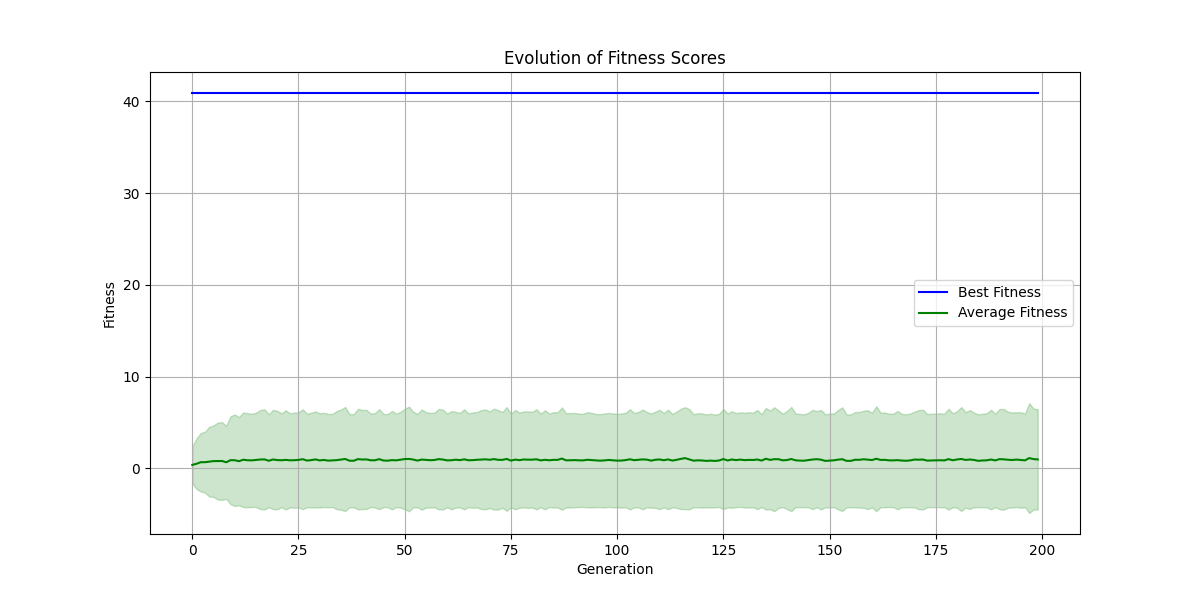 Evolution of Fitness Scores
40
30
20
10
0
Fitness
Best Fitness
Average Fitness
0 25 50 75 100 125 150 175 200
Generation